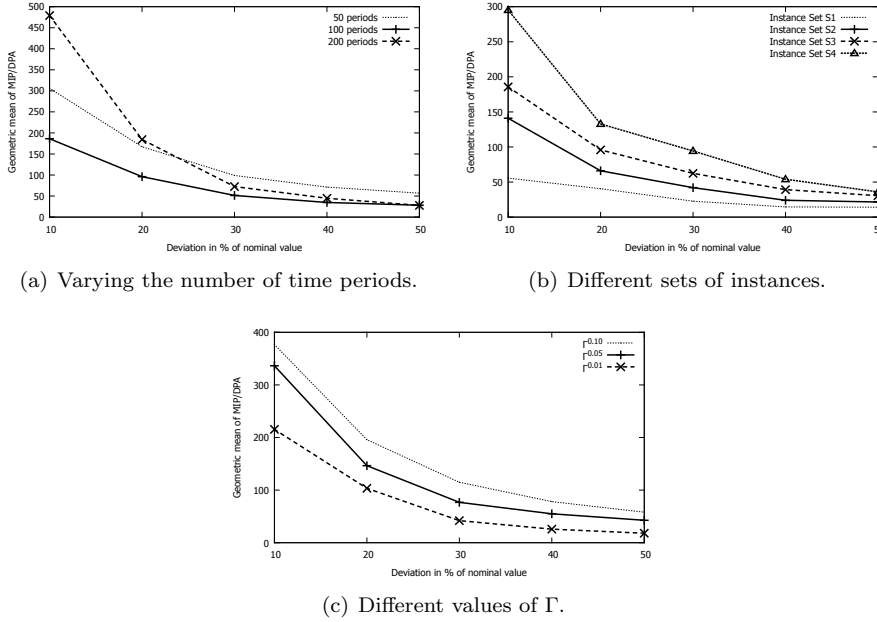 500
450
400
350
300
250
200
150
100
50
0
10 20 30 40 50
Geometric mean of MIP/DPA
Deviation in % of nominal value
50 periods
100 periods
200 periods
(a) Varying the number of time periods.
300
250
200
150
100
50
0
10 20 30 40 50
Geometric mean of MIP/DPA
Deviation in % of nominal value
Instance Set S1
Instance Set S2
Instance Set S3
Instance Set S4
(b) Different sets of instances.
400
300
200
100
0
10 20 30 40 50
Geometric mean of MIP/DPA
Deviation in % of nominal value
Γ0.10
Γ0.05
Γ0.01
(c) Different values of Γ.